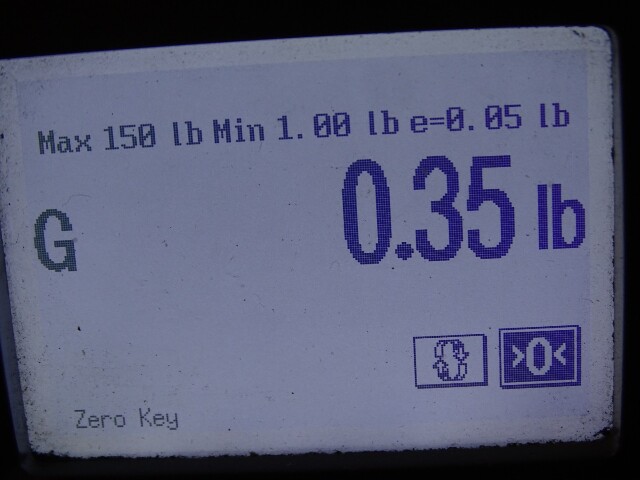 Max 150 lb Min 1.00 lb e=0.05 lb
G 0.35 lb
>0<
Zero Key